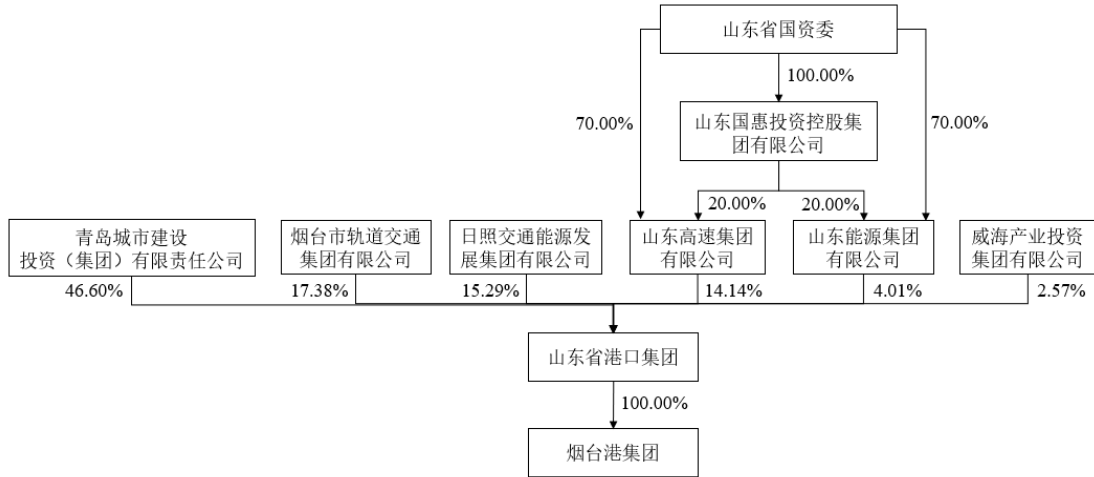 山东省国资委
100.00%
70.00%
山东国惠投资控股集
团有限公司
70.00%
20.00%
20.00%
青岛城市建设
投资（集团）有限责任公司
烟台市轨道交通
集团有限公司
日照交通能源发
展集团有限公司
山东高速集团
有限公司
山东能源集团
有限公司
威海产业投资
集团有限公司
46.60%
17.38%
15.29%
14.14%
4.01%
2.57%
山东省港口集团
100.00%
烟台港集团